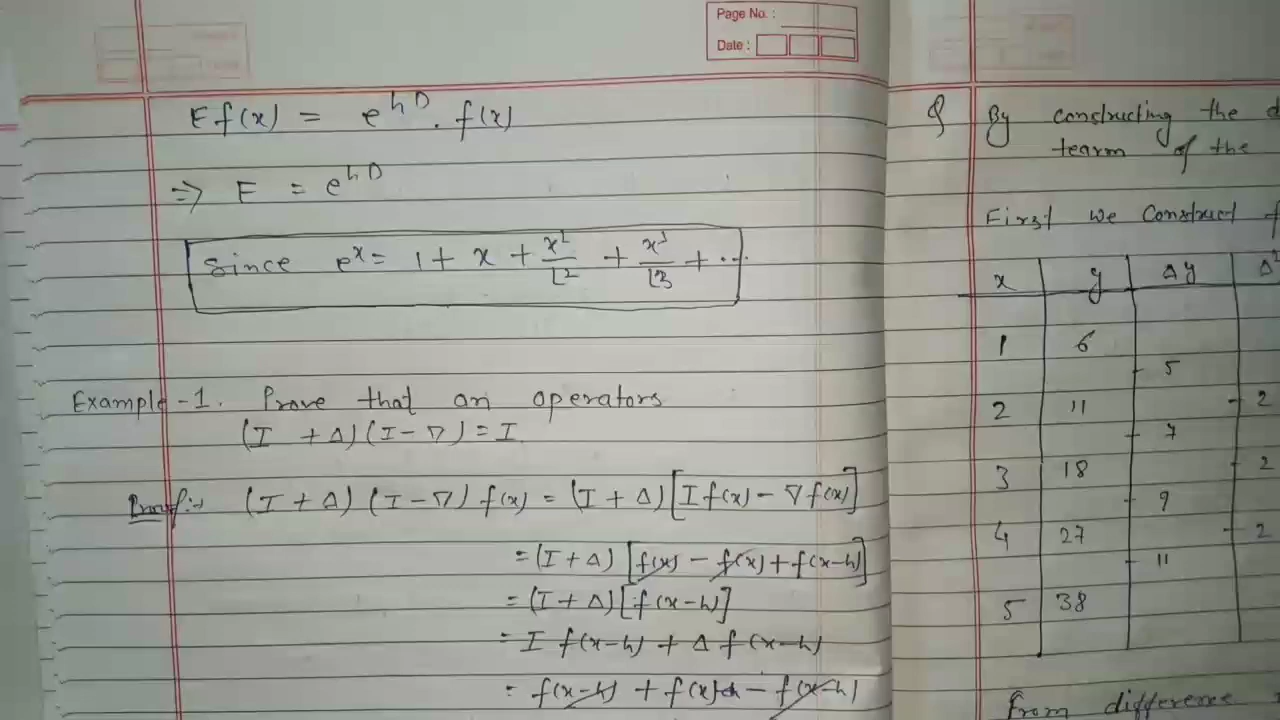 Page No. :
Date :
E f(x) = e^{hD} . f(x)
=> E = e^{hD}
Since e^x = 1 + x + x²/⌊2 + x³/⌊3 + ...
Example-1. Prove that an operators
(I + Δ)(I - ∇) = I
Proof :-> (I + Δ) (I - ∇) f(x) = (I + Δ) [I f(x) - ∇ f(x)]
= (I + Δ) [f(x) - f(x) + f(x-h)]
= (I + Δ) [f(x-h)]
= I f(x-h) + Δ f(x-h)
= f(x-h) + f(x) - f(x-h)
Q By constructing the d
tearm of the
First we Construct f
x y Δy Δ²
1 6
5
2 11 2
7
3 18 2
9
4 27 2
11
5 38
From difference